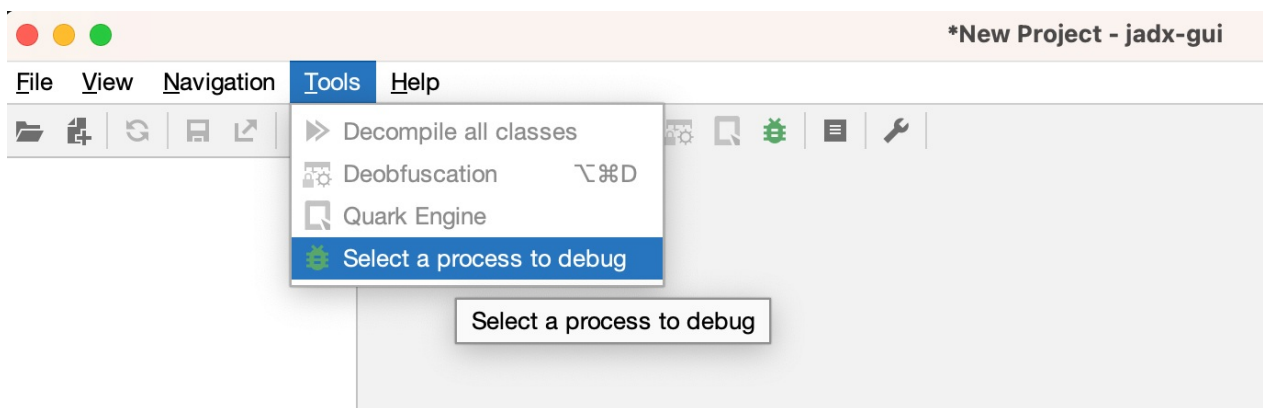 *New Project - jadx-gui
File View Navigation Tools Help
Decompile all classes
Deobfuscation ⌥⌘D
Quark Engine
Select a process to debug
Select a process to debug